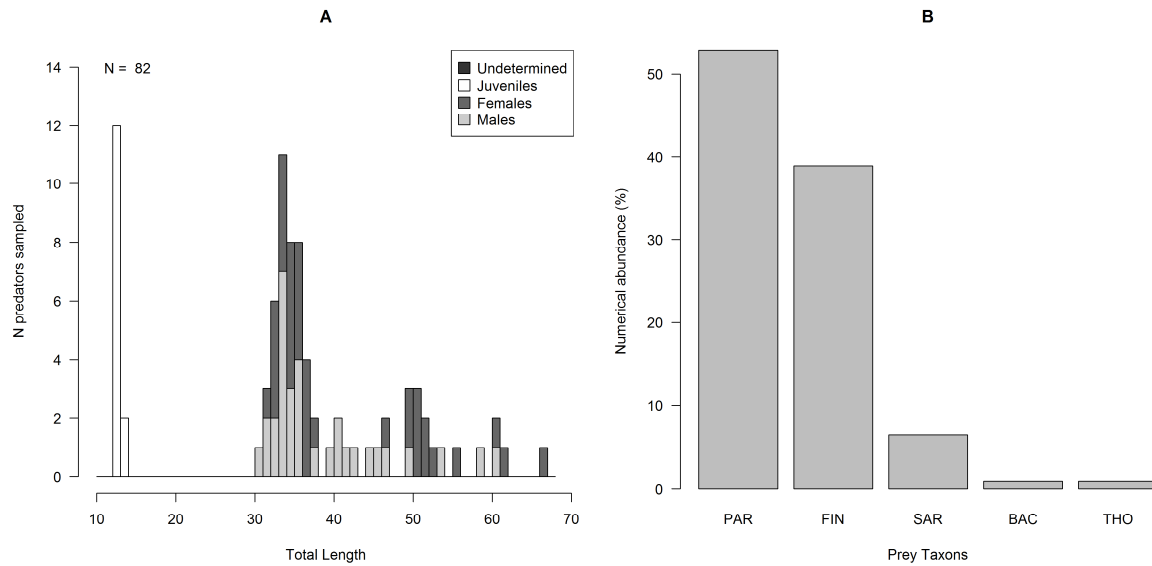 A
N = 82
Undetermined
Juveniles
Females
Males
N predators sampled
14
12
10
8
6
4
2
0
10 20 30 40 50 60 70
Total Length
B
Numerical abundance (%)
50
40
30
20
10
0
PAR FIN SAR BAC THO
Prey Taxons